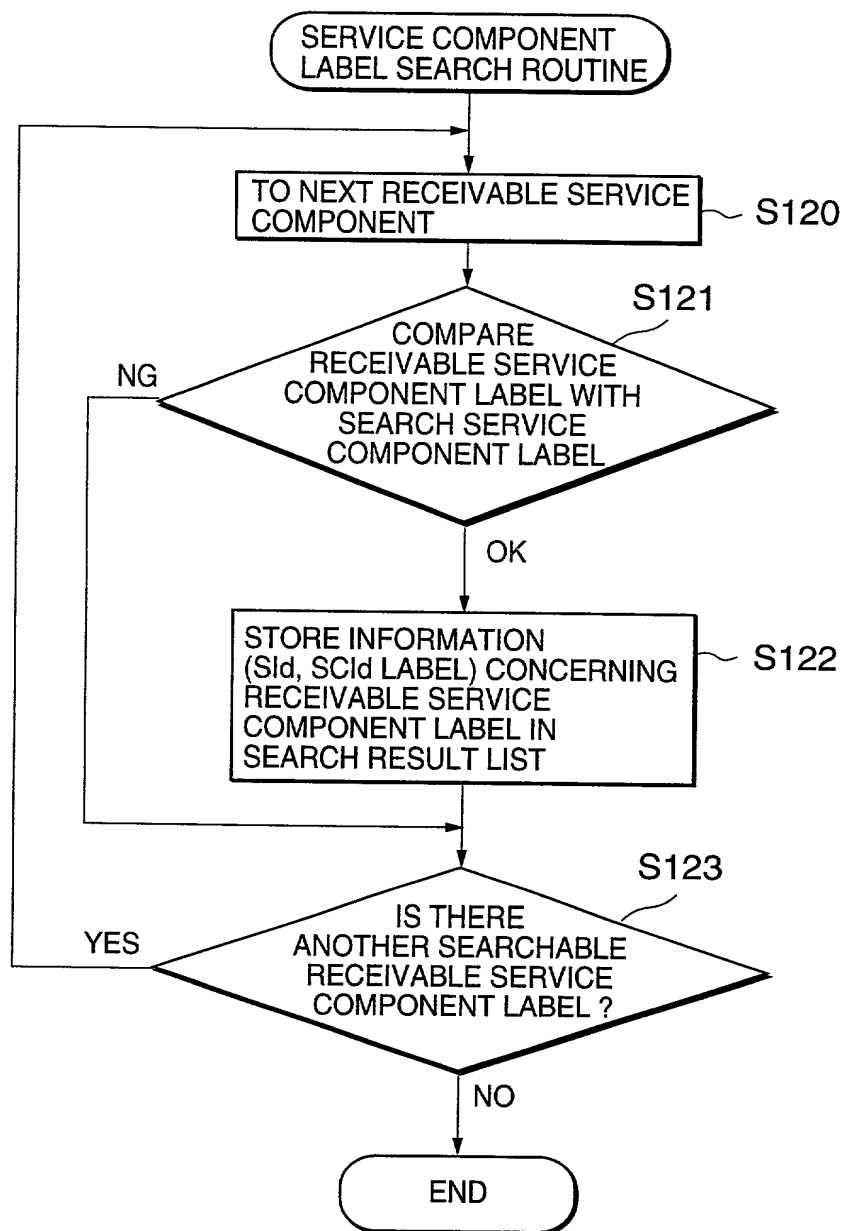 SERVICE COMPONENT
LABEL SEARCH ROUTINE
TO NEXT RECEIVABLE SERVICE
COMPONENT
S120
S121
COMPARE
RECEIVABLE SERVICE
COMPONENT LABEL WITH
SEARCH SERVICE
COMPONENT LABEL
NG
OK
STORE INFORMATION
(SId, SCId LABEL) CONCERNING
RECEIVABLE SERVICE
COMPONENT LABEL IN
SEARCH RESULT LIST
S122
S123
IS THERE
ANOTHER SEARCHABLE
RECEIVABLE SERVICE
COMPONENT LABEL ?
YES
NO
END